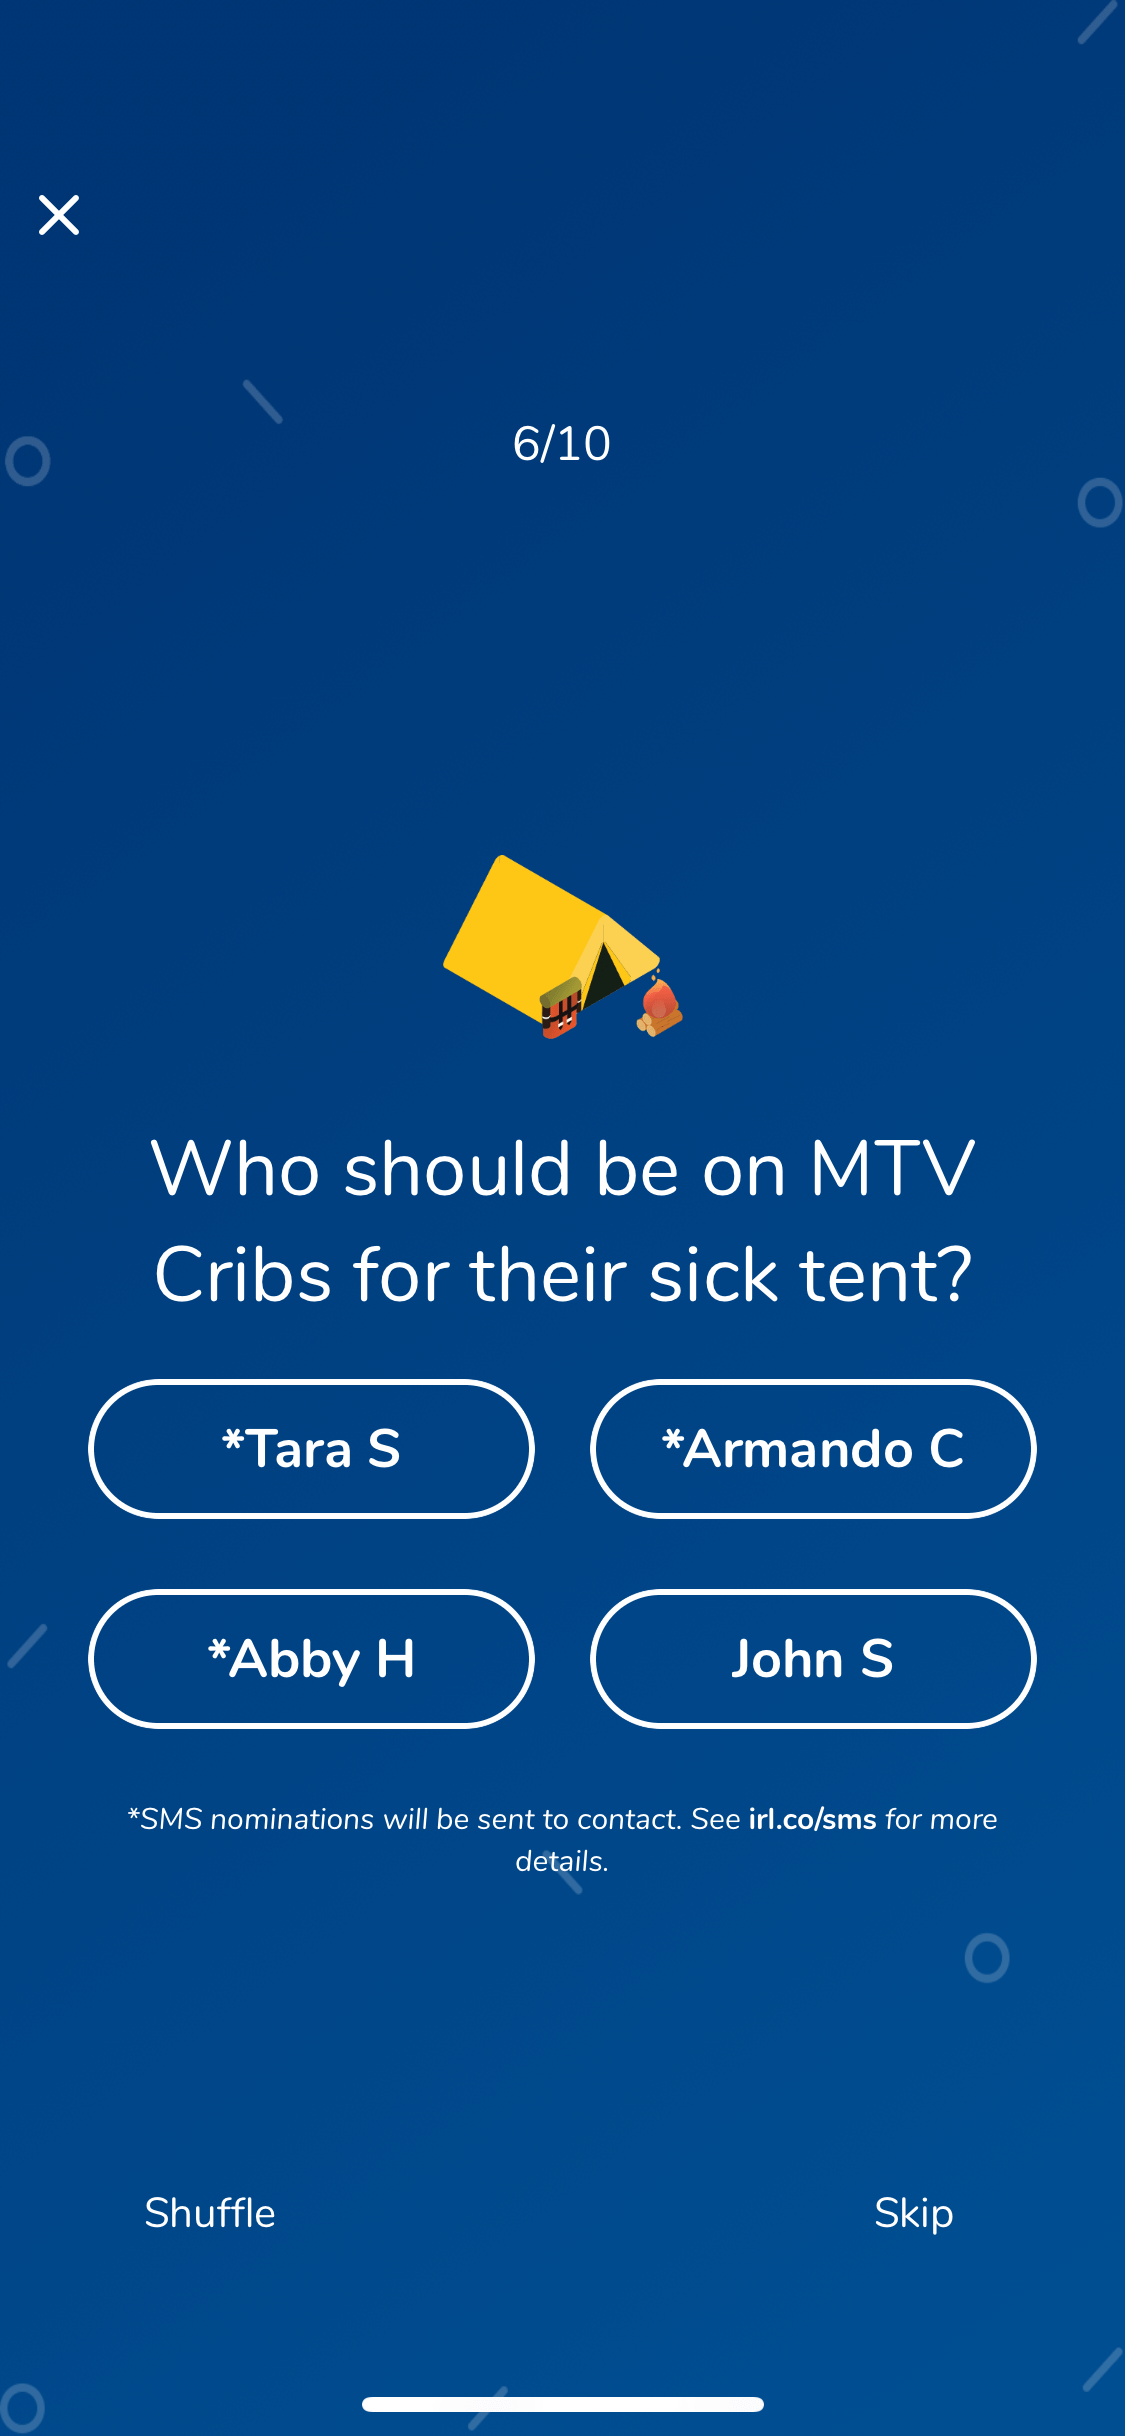 6/10
Who should be on MTV
Cribs for their sick tent?
*Tara S
*Armando C
*Abby H
John S
*SMS nominations will be sent to contact. See irl.co/sms for more
details.
Shuffle
Skip